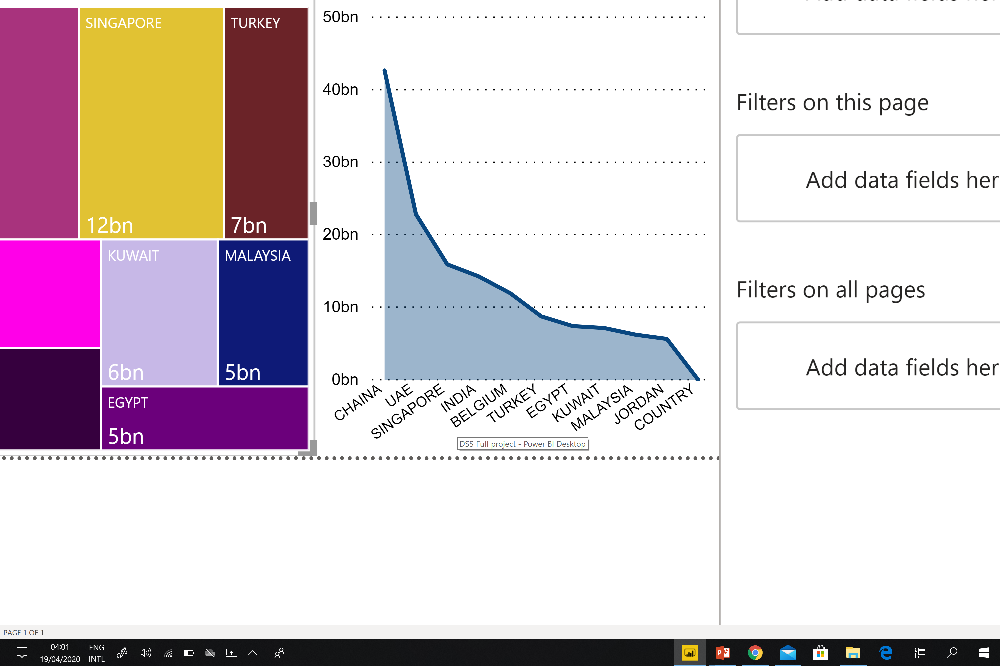 SINGAPORE
12bn
TURKEY
7bn
KUWAIT
6bn
MALAYSIA
5bn
EGYPT
5bn
50bn
40bn
30bn
20bn
10bn
0bn
CHAINA
UAE
SINGAPORE
INDIA
BELGIUM
TURKEY
EGYPT
KUWAIT
MALAYSIA
JORDAN
COUNTRY
DSS Full project - Power BI Desktop
Filters on this page
Add data fields her
Filters on all pages
Add data fields her
PAGE 1 OF 1
04:01
19/04/2020
ENG
INTL